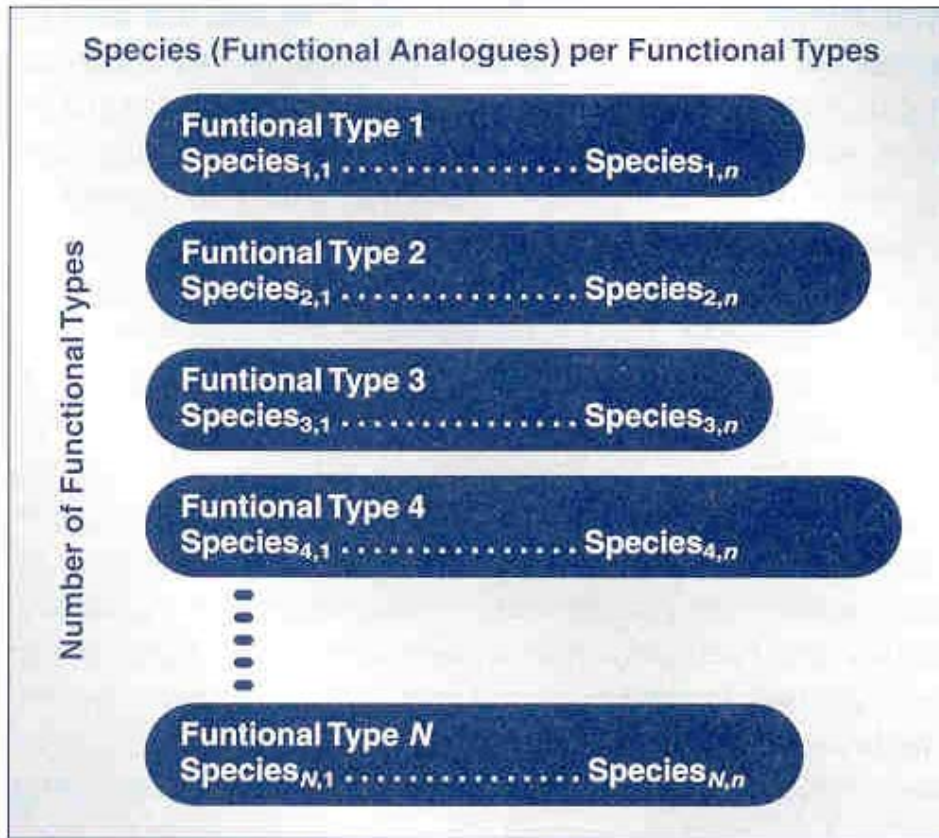 Species (Functional Analogues) per Functional Types
Number of Functional Types
Funtional Type 1
Species1,1 . . . . . . . . . . . . . . . Species1,n
Funtional Type 2
Species2,1 . . . . . . . . . . . . . . . Species2,n
Funtional Type 3
Species3,1 . . . . . . . . . . . . . . . Species3,n
Funtional Type 4
Species4,1 . . . . . . . . . . . . . . . Species4,n
Funtional Type N
SpeciesN,1 . . . . . . . . . . . . . . . SpeciesN,n